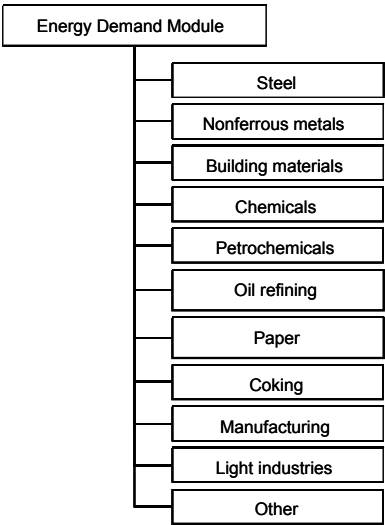 Energy Demand Module
Steel
Nonferrous metals
Building materials
Chemicals
Petrochemicals
Oil refining
Paper
Coking
Manufacturing
Light industries
Other